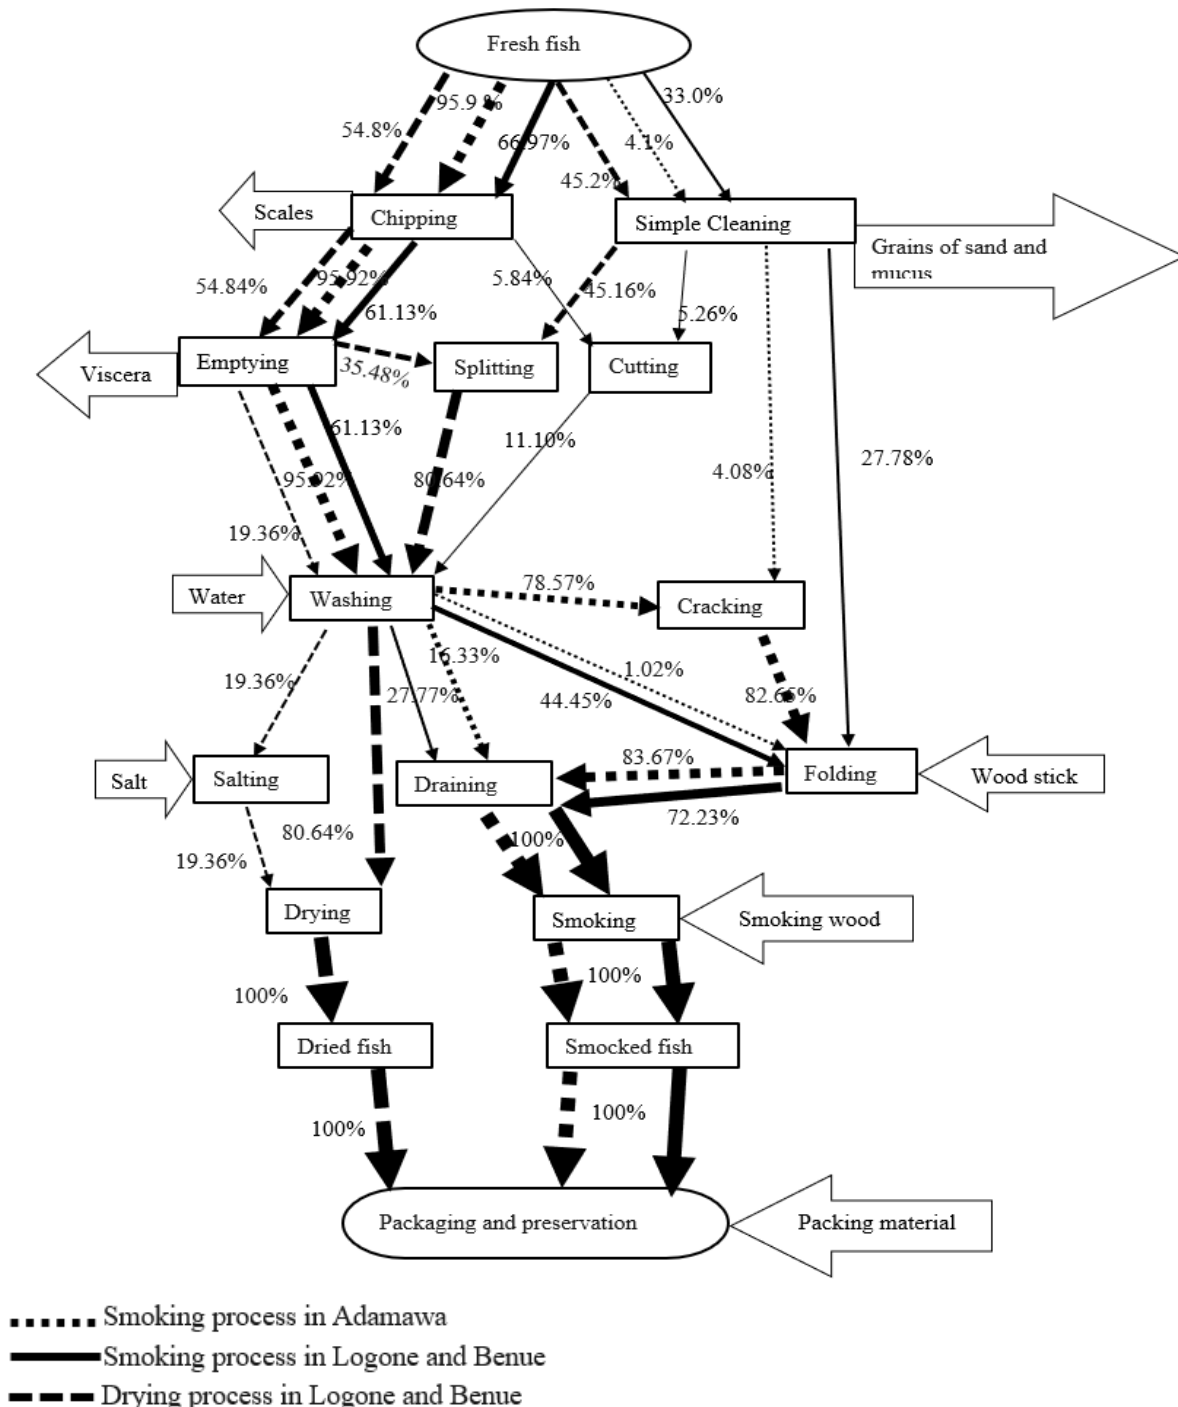 Fresh fish
95.9 %
33.0%
54.8%
66.97%
4.1%
45.2%
Scales
Chipping
Simple Cleaning
Grains of sand and
mucus
54.84%
95.92%
61.13%
5.84%
45.16%
5.26%
Viscera
Emptying
35.48%
Splitting
Cutting
61.13%
11.10%
27.78%
95.92%
80.64%
4.08%
19.36%
Water
Washing
78.57%
Cracking
16.33%
1.02%
19.36%
27.77%
44.45%
82.65%
Salt
Salting
Draining
83.67%
Folding
Wood stick
72.23%
80.64%
100%
19.36%
Drying
Smoking
Smoking wood
100%
100%
Dried fish
Smocked fish
100%
100%
Packaging and preservation
Packing material
Smoking process in Adamawa
Smoking process in Logone and Benue
Drying process in Logone and Benue